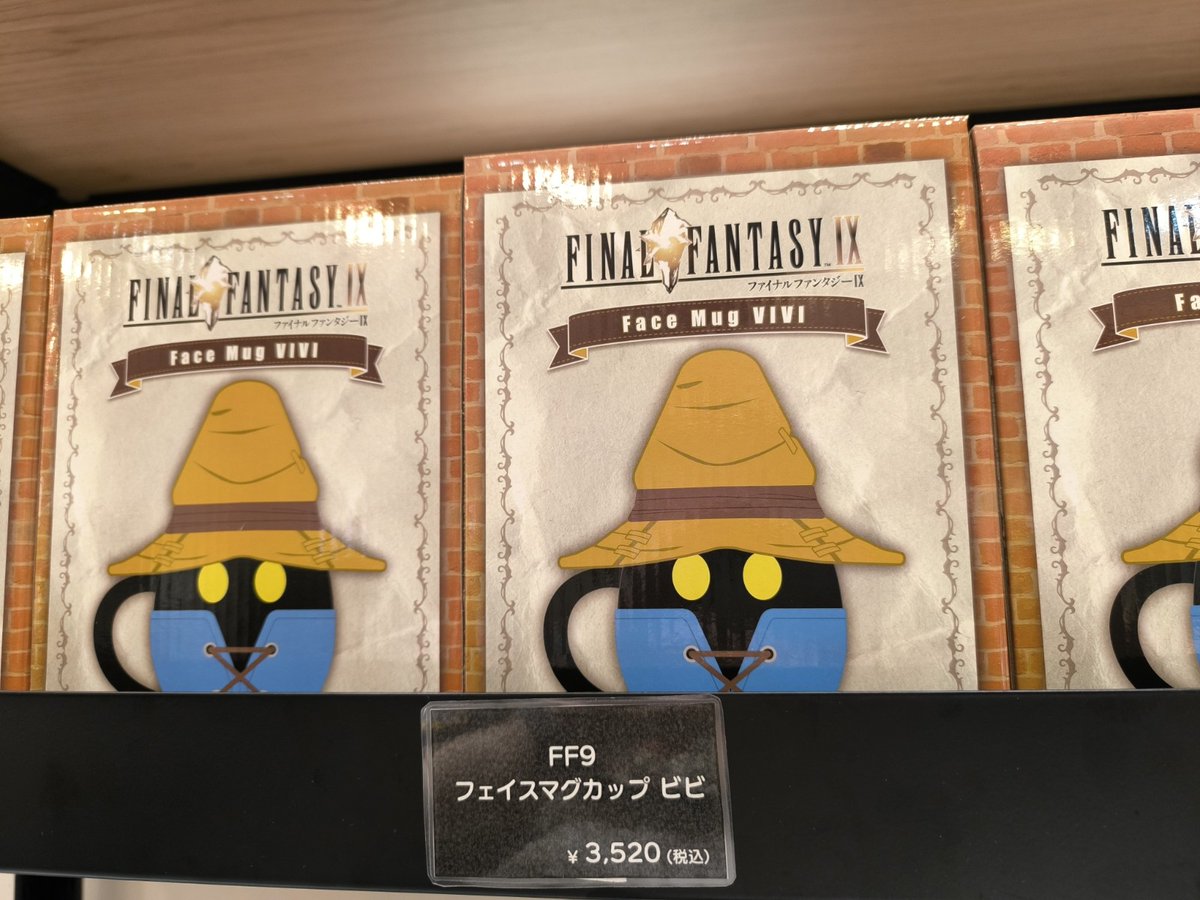 FINAL FANTASY IX
ファイナルファンタジーIX
Face Mug VIVI
FINAL FANTASY IX
ファイナルファンタジーIX
Face Mug VIVI
FINAL
Fa
FF9
フェイスマグカップ ビビ
¥ 3,520(税込)